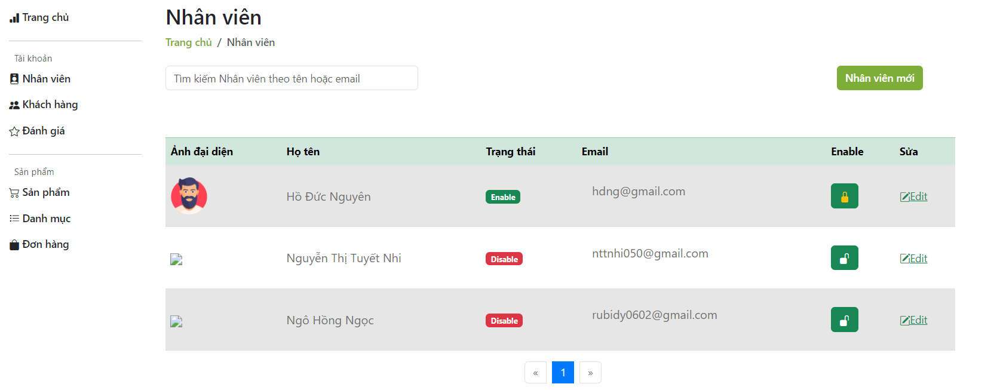 Trang chủ
Tài khoản
Nhân viên
Khách hàng
Đánh giá
Sản phẩm
Sản phẩm
Danh mục
Đơn hàng
Nhân viên
Trang chủ / Nhân viên
Tìm kiếm Nhân viên theo tên hoặc email
Nhân viên mới
Ảnh đại diện Họ tên Trạng thái Email Enable Sửa
Hồ Đức Nguyên Enable hdng@gmail.com Edit
Nguyễn Thị Tuyết Nhi Disable nttnhi050@gmail.com Edit
Ngô Hồng Ngọc Disable rubidy0602@gmail.com Edit
« 1 »